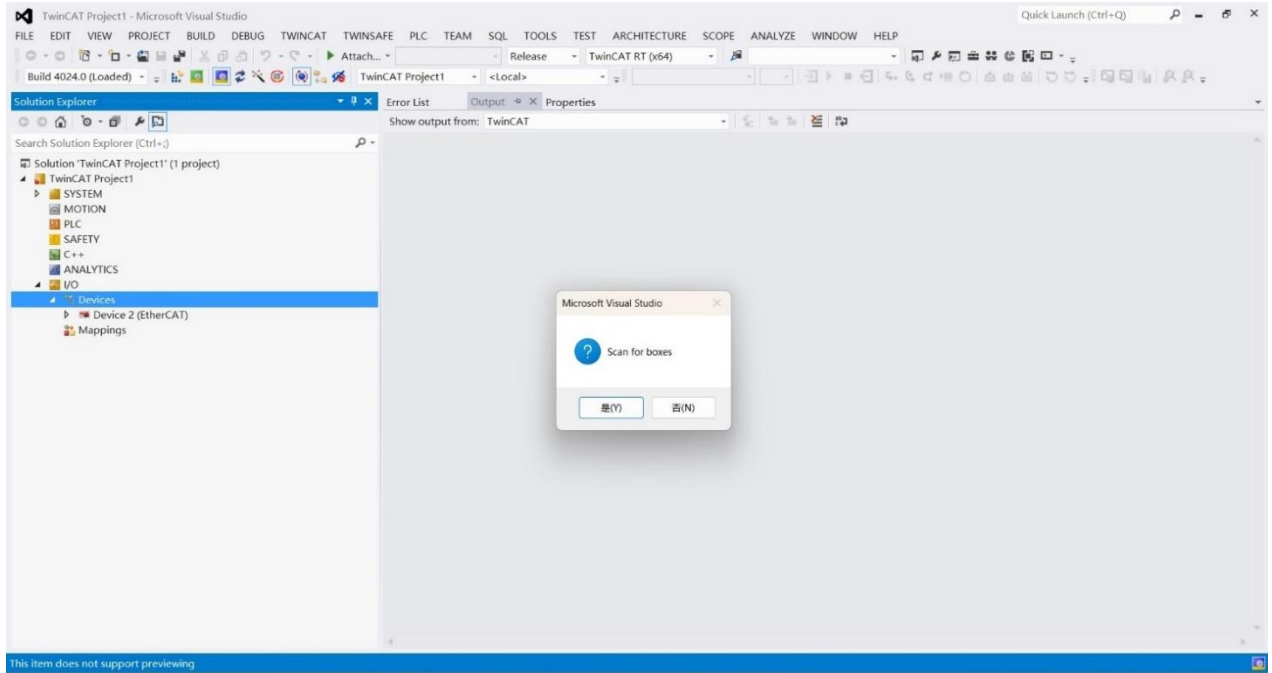 TwinCAT Project1 - Microsoft Visual Studio
Quick Launch (Ctrl+Q)
FILE EDIT VIEW PROJECT BUILD DEBUG TWINCAT TWINSAFE PLC TEAM SQL TOOLS TEST ARCHITECTURE SCOPE ANALYZE WINDOW HELP
Attach... Release TwinCAT RT (x64)
Build 4024.0 (Loaded) TwinCAT Project1 <Local>
Solution Explorer
Error List Output Properties
Show output from: TwinCAT
Search Solution Explorer (Ctrl+;)
Solution 'TwinCAT Project1' (1 project)
TwinCAT Project1
SYSTEM
MOTION
PLC
SAFETY
C++
ANALYTICS
I/O
Devices
Device 2 (EtherCAT)
Mappings
Microsoft Visual Studio
Scan for boxes
是(Y) 否(N)
This item does not support previewing